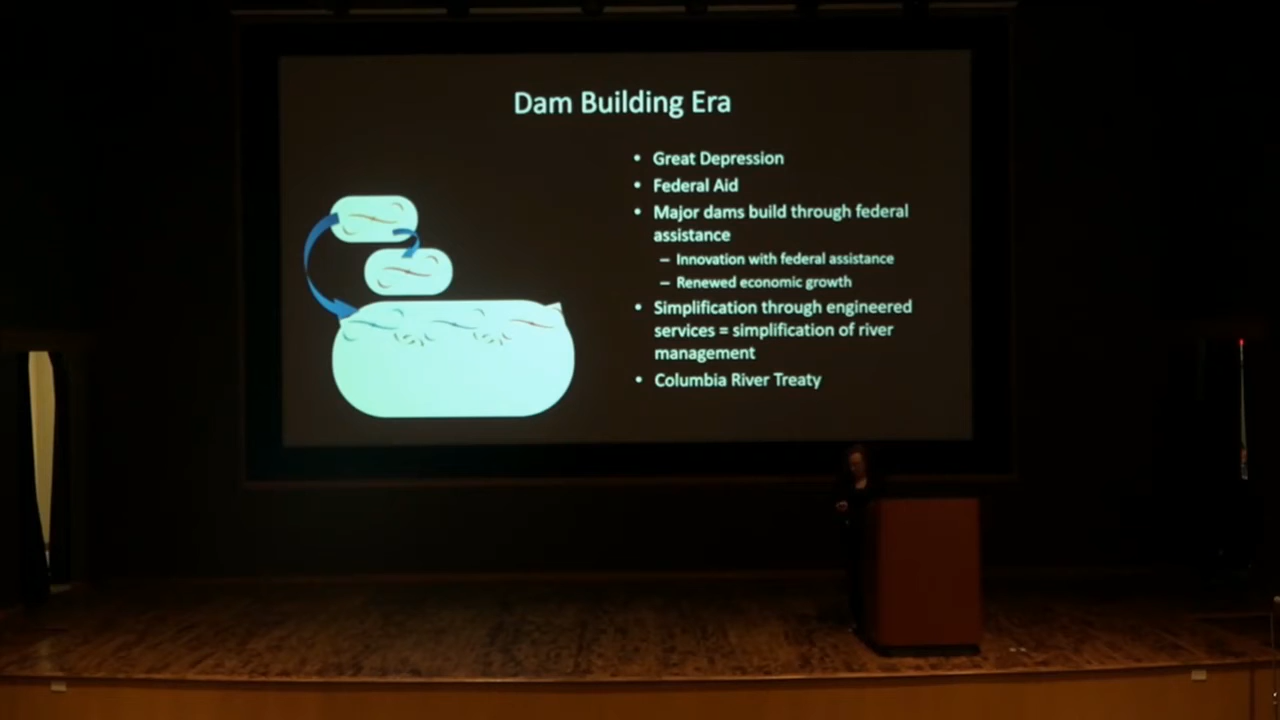 Dam Building Era
• Great Depression
• Federal Aid
• Major dams build through federal
assistance
– Innovation with federal assistance
– Renewed economic growth
• Simplification through engineered
services = simplification of river
management
• Columbia River Treaty